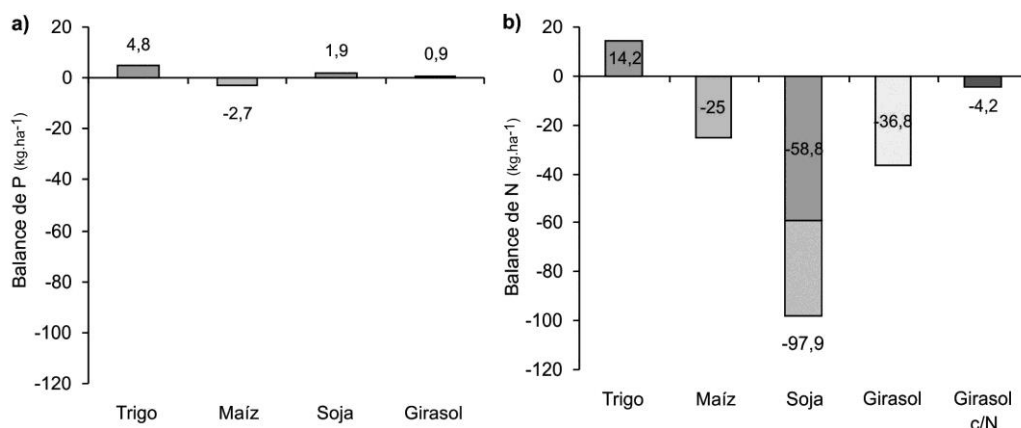 a)
Balance de P (kg.ha-1)
20
0
-20
-40
-60
-80
-100
-120
4,8
-2,7
1,9
0,9
Trigo
Maíz
Soja
Girasol
b)
Balance de N (kg.ha-1)
20
0
-20
-40
-60
-80
-100
-120
14,2
-25
-58,8
-97,9
-36,8
-4,2
Trigo
Maíz
Soja
Girasol
Girasol
c/N